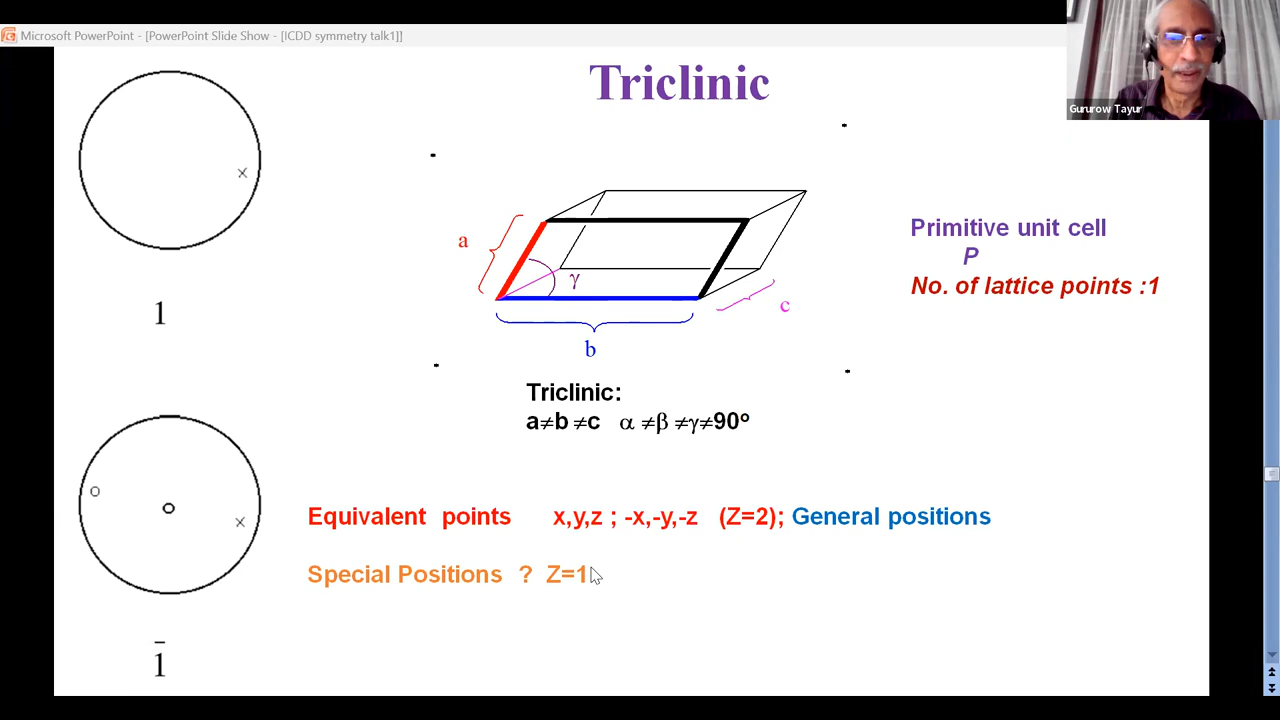 Microsoft PowerPoint - [PowerPoint Slide Show - [ICDD symmetry talk1]]
Triclinic
Gururow Tayur
x
1
a
γ
b
c
Primitive unit cell
P
No. of lattice points :1
Triclinic:
a≠b ≠c α ≠β ≠γ≠90º
o
o
x
1̄
Equivalent points x,y,z ; -x,-y,-z (Z=2); General positions
Special Positions ? Z=1